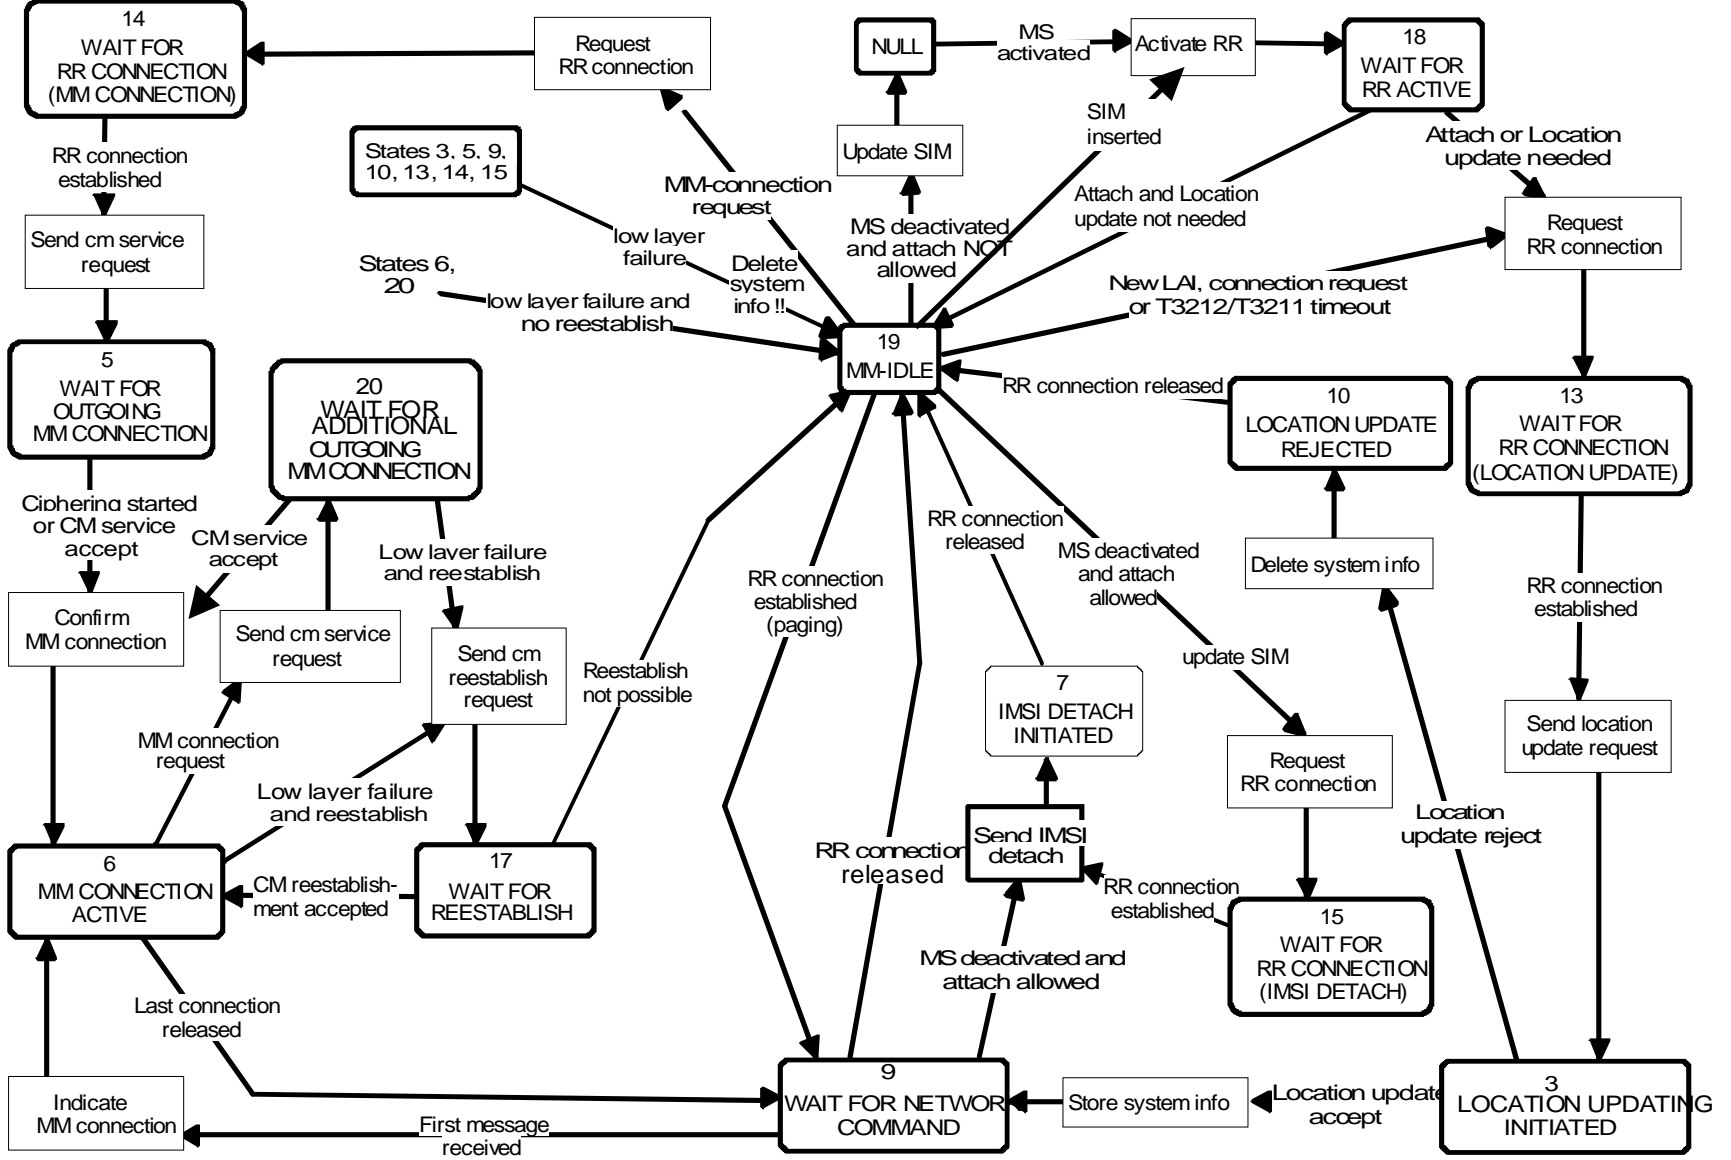 14
WAIT FOR
RR CONNECTION
(MM CONNECTION)
Request
RR connection
NULL
MS
activated
Activate RR
18
WAIT FOR
RR ACTIVE
States 3, 5, 9,
10, 13, 14, 15
Update SIM
SIM
inserted
Attach or Location
update needed
RR connection
established
MM-connection
request
Attach and Location
update not needed
Send cm service
request
low layer
failure
Delete
system
info !!
MS deactivated
and attach NOT
allowed
Request
RR connection
States 6,
20
low layer failure and
no reestablish
New LAI, connection request
or T3212/T3211 timeout
19
MM-IDLE
5
WAIT FOR
OUTGOING
MM CONNECTION
20
WAIT FOR
ADDITIONAL
OUTGOING
MM CONNECTION
RR connection released
10
LOCATION UPDATE
REJECTED
13
WAIT FOR
RR CONNECTION
(LOCATION UPDATE)
Ciphering started
or CM service
accept
CM service
accept
Low layer failure
and reestablish
RR connection
released
MS deactivated
and attach
allowed
Delete system info
RR connection
established
(paging)
RR connection
established
Confirm
MM connection
Send cm service
request
Send cm
reestablish
request
Reestablish
not possible
update SIM
7
IMSI DETACH
INITIATED
Send location
update request
MM connection
request
Request
RR connection
Low layer failure
and reestablish
Send IMSI
detach
Location
update reject
6
MM CONNECTION
ACTIVE
CM reestablish-
ment accepted
17
WAIT FOR
REESTABLISH
RR connection
released
RR connection
established
15
WAIT FOR
RR CONNECTION
(IMSI DETACH)
MS deactivated and
attach allowed
Last connection
released
Indicate
MM connection
First message
received
9
WAIT FOR NETWOR
COMMAND
Store system info
Location update
accept
3
LOCATION UPDATING
INITIATED